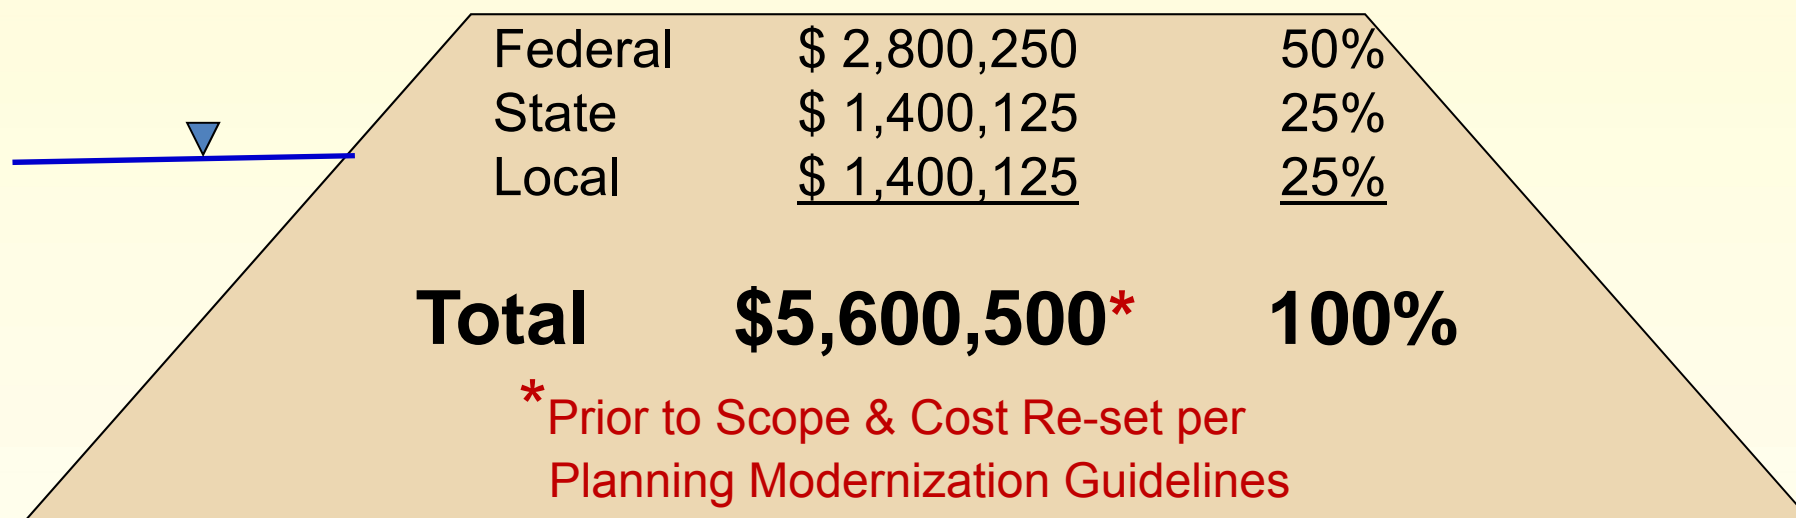 Federal $ 2,800,250 50%
State $ 1,400,125 25%
Local $ 1,400,125 25%
Total $5,600,500* 100%
*Prior to Scope & Cost Re-set per
Planning Modernization Guidelines